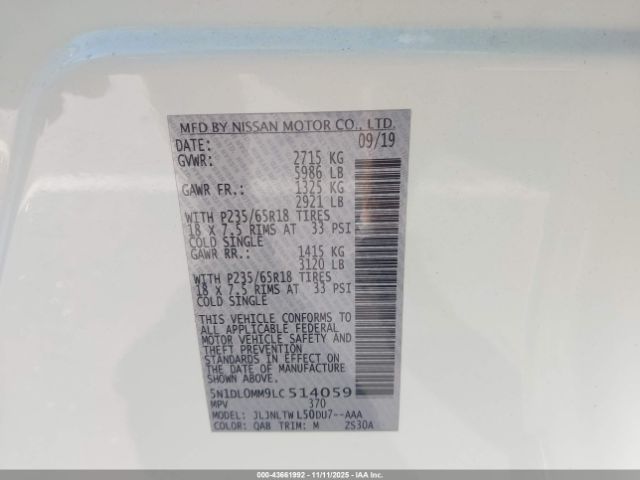 MFD BY NISSAN MOTOR CO., LTD.
DATE: 09/19
GVWR: 2715 KG
5986 LB
GAWR FR.: 1325 KG
2921 LB
WITH P235/65R18 TIRES
18 X 7.5 RIMS AT 33 PSI
COLD SINGLE
GAWR RR.: 1415 KG
3120 LB
WITH P235/65R18 TIRES
18 X 7.5 RIMS AT 33 PSI
COLD SINGLE
THIS VEHICLE CONFORMS TO
ALL APPLICABLE FEDERAL
MOTOR VEHICLE SAFETY AND
THEFT PREVENTION
STANDARDS IN EFFECT ON
THE DATE OF MANUFACTURE
SHOWN ABOVE.
5N1DL0MM9LC514059
MPV 370
MODEL: JLJNLTWL50DU7--AAA
COLOR: QAB TRIM: M ZS30A
000-43661992 - 11/11/2025 - IAAI.com